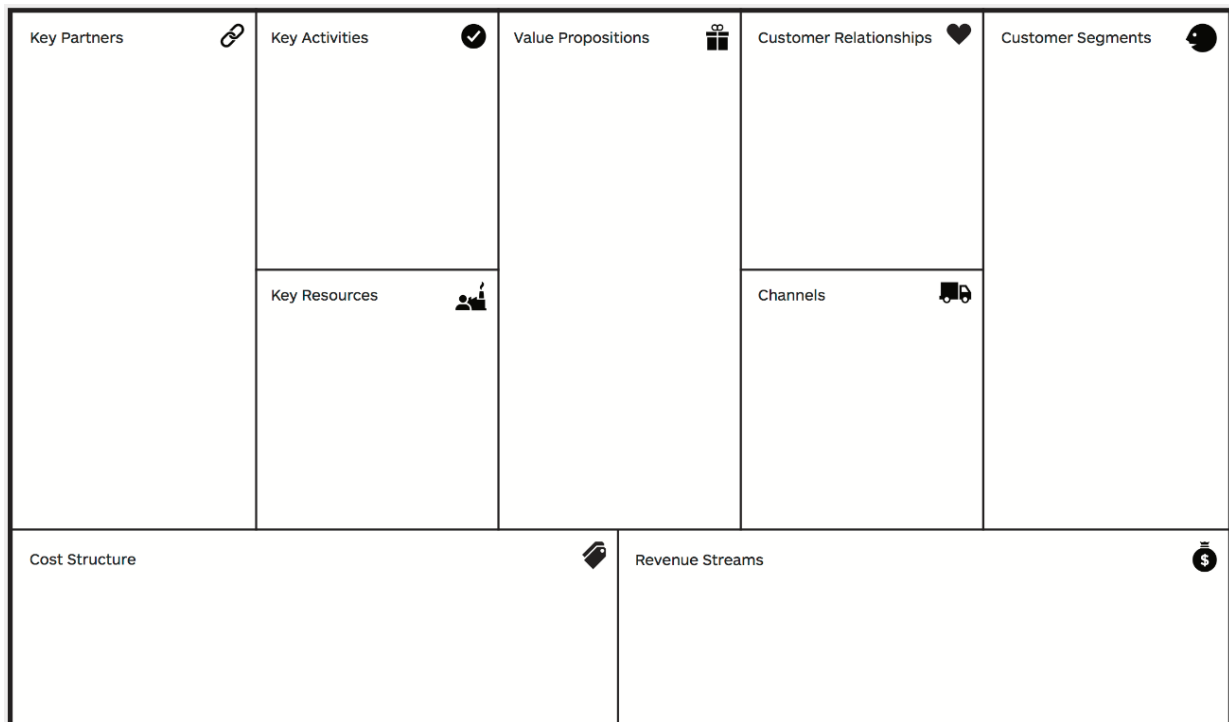 Key Partners
Key Activities
Value Propositions
Customer Relationships
Customer Segments
Key Resources
Channels
Cost Structure
Revenue Streams
$